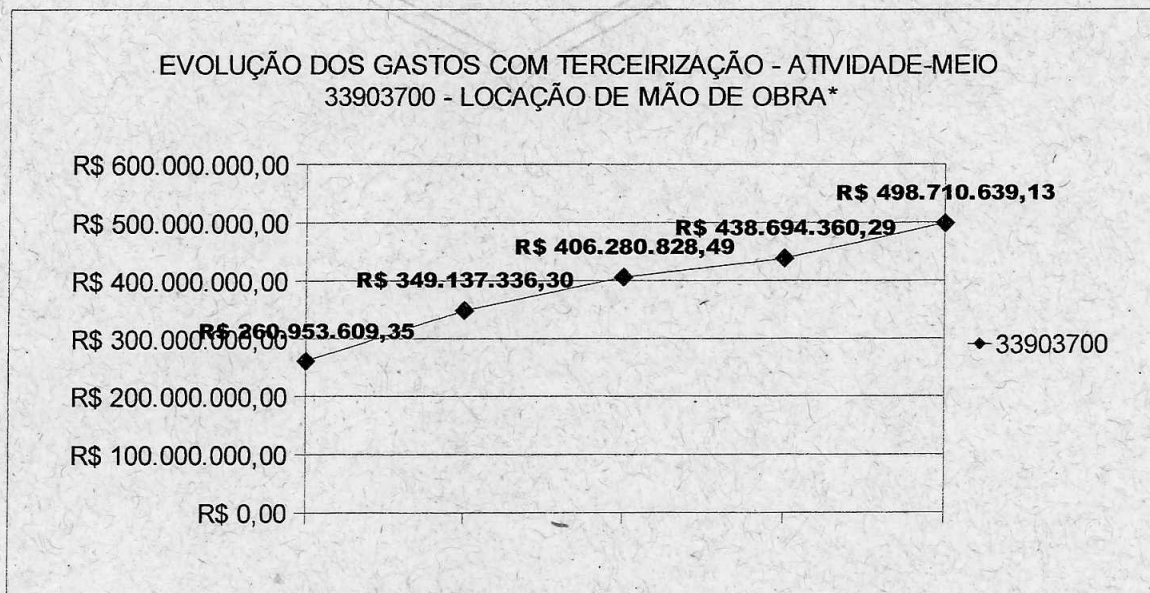 EVOLUÇÃO DOS GASTOS COM TERCEIRIZAÇÃO - ATIVIDADE-MEIO
33903700 - LOCAÇÃO DE MÃO DE OBRA*
R$ 600.000.000,00
R$ 500.000.000,00
R$ 400.000.000,00
R$ 300.000.000,00
R$ 200.000.000,00
R$ 100.000.000,00
R$ 0,00
R$ 260.953.609,35
R$ 349.137.336,30
R$ 406.280.828,49
R$ 438.694.360,29
R$ 498.710.639,13
33903700